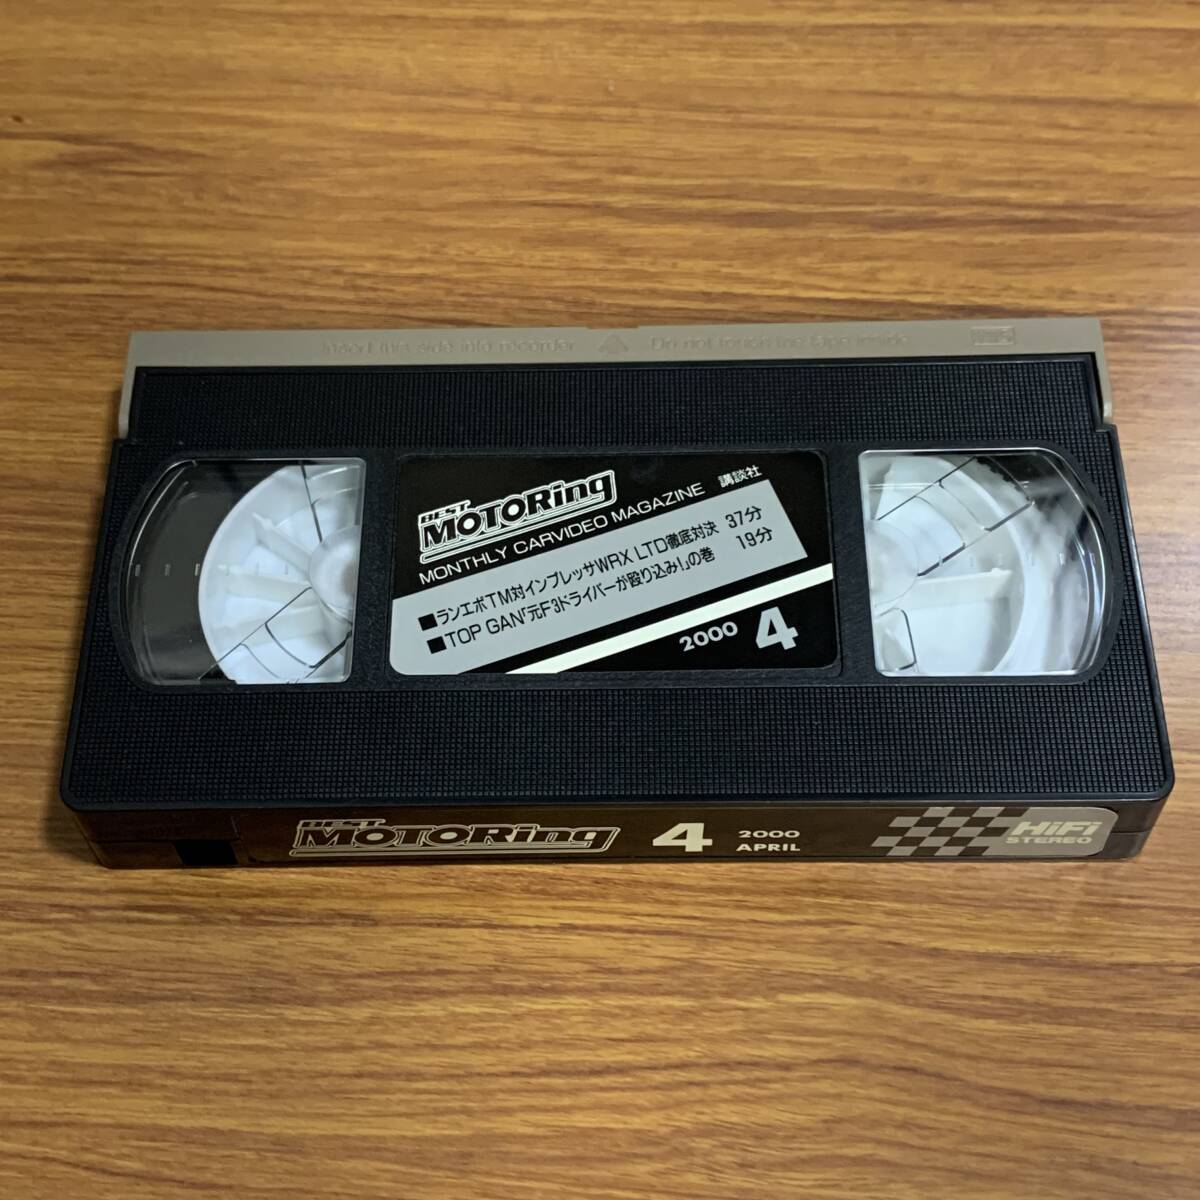 Insert this side into recorder
Do not touch the tape inside
VHS
BEST MOTORing
MONTHLY CARVIDEO MAGAZINE 講談社
■ランエボTM対インプレッサWRX LTD徹底対決 37分
■TOP GAN「元F3ドライバーが殴り込み!」の巻 19分
2000 4
BEST MOTORing 4 2000 APRIL
HiFi STEREO